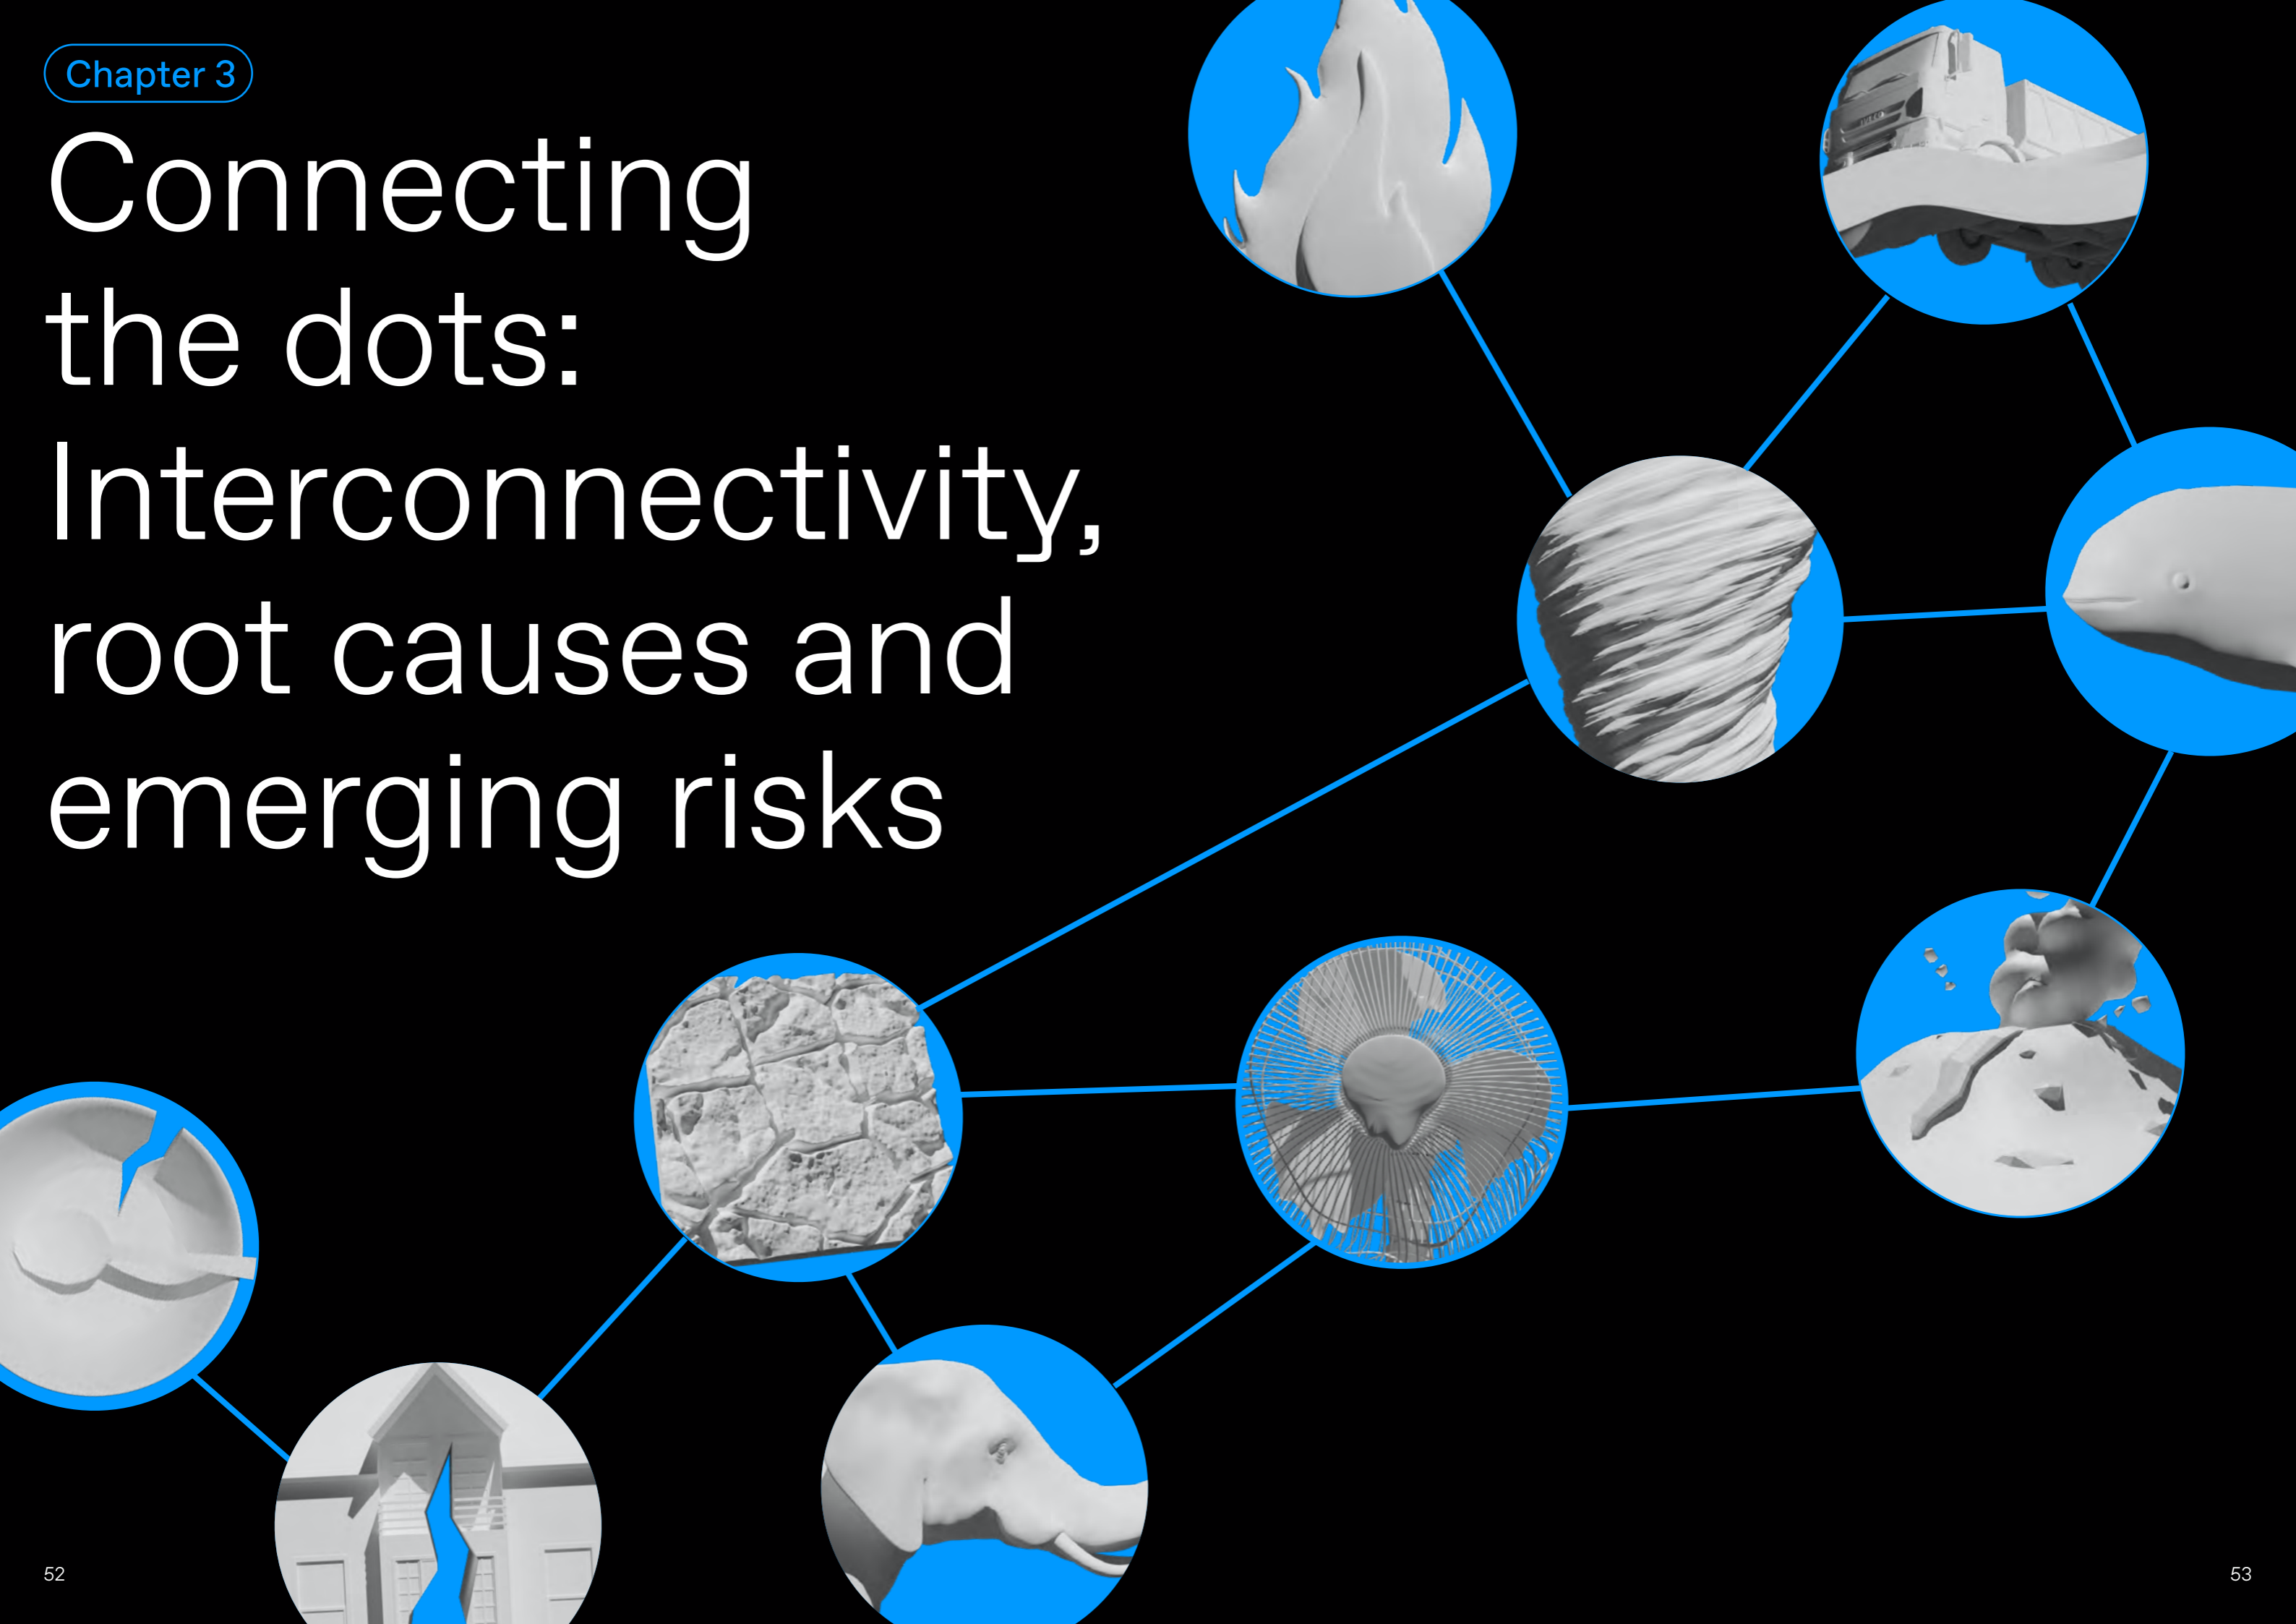 Chapter 3
Connecting
the dots:
Interconnectivity,
root causes and
emerging risks
52
53